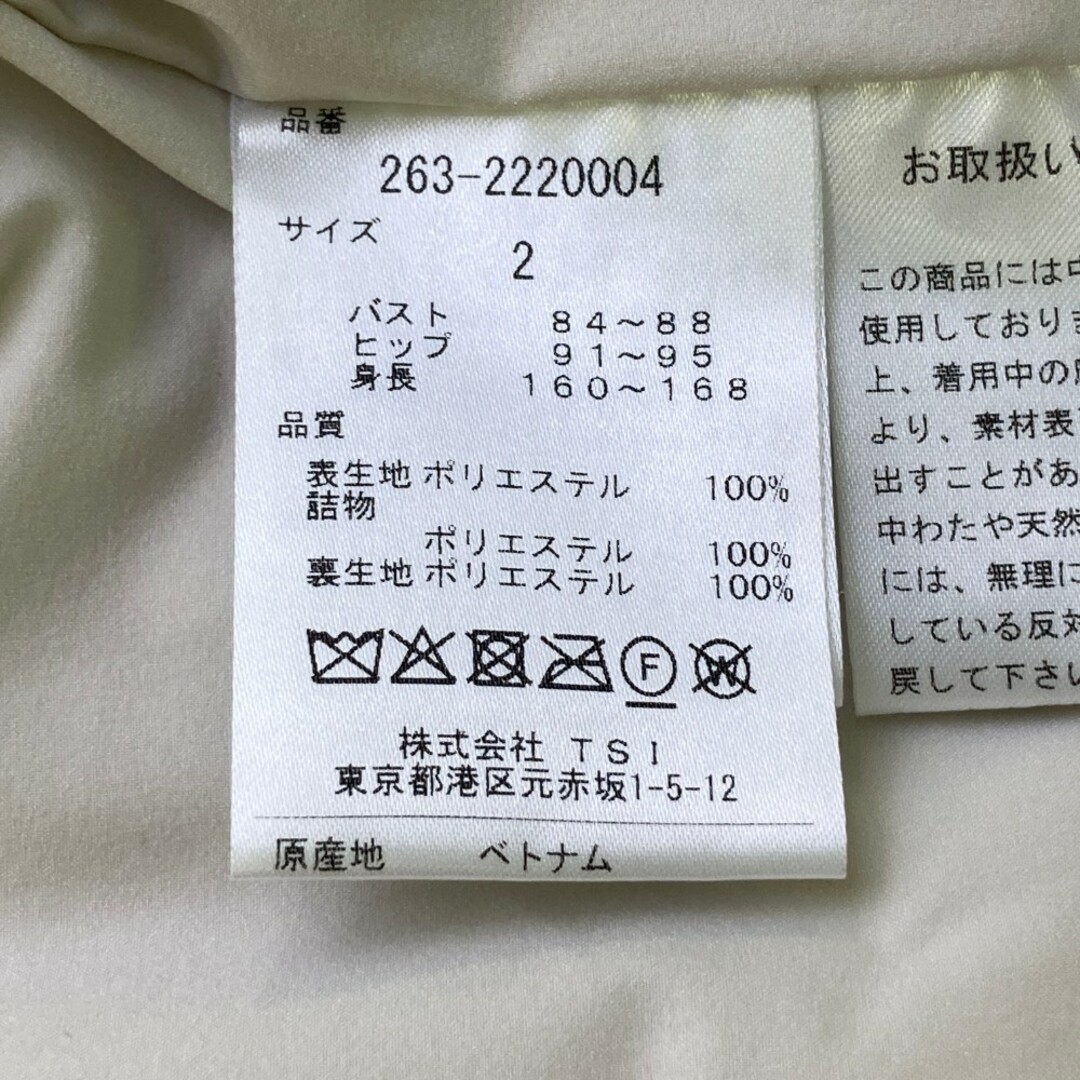 品番
263-2220004
サイズ
2
バスト 84～88
ヒップ 91～95
身長 160～168
品質
表生地 ポリエステル 100%
詰物
ポリエステル 100%
裏生地 ポリエステル 100%
F W
株式会社 TSI
東京都港区元赤坂1-5-12
原産地 ベトナム
お取扱い
この商品には中
使用しておりま
上、着用中の
より、素材表
出すことがあ
中わたや天然
には、無理に
している反対
戻して下さい